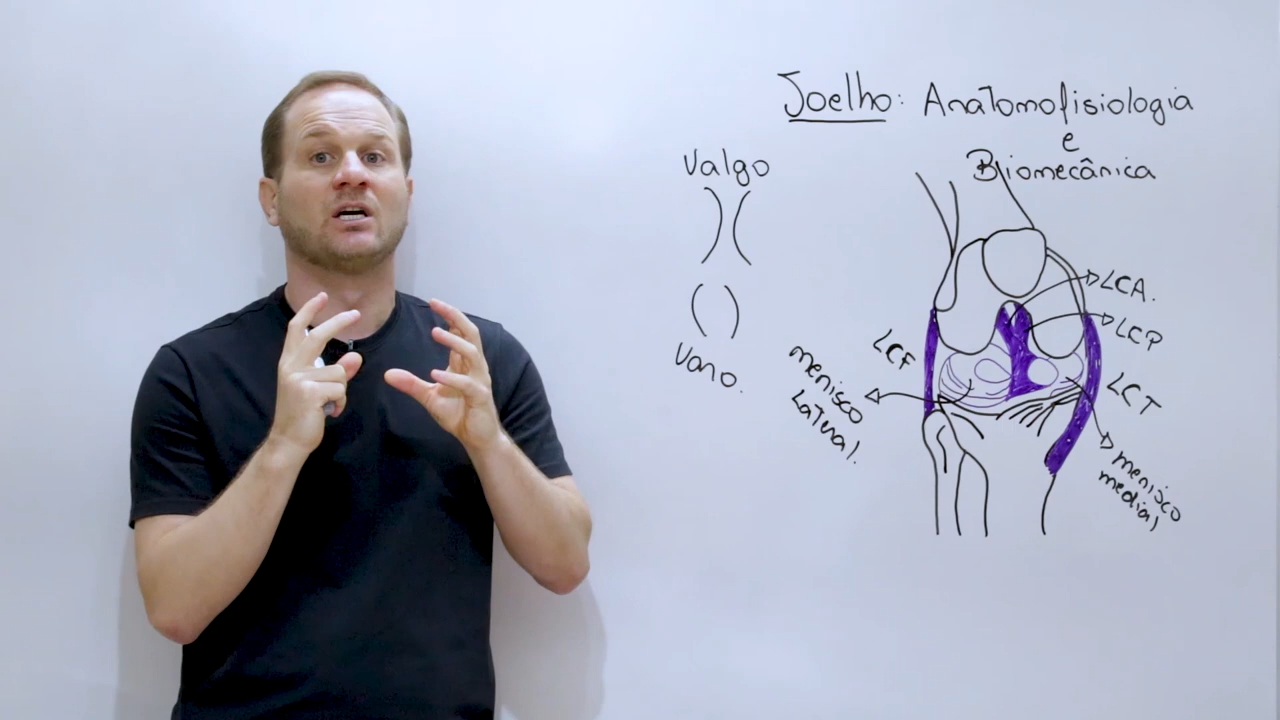 Joelho: Anatomofisiologia
e
Biomecânica
Valgo
Varo.
LCA.
LCP
LCF
LCT
menisco
Lateral.
menisco
medial